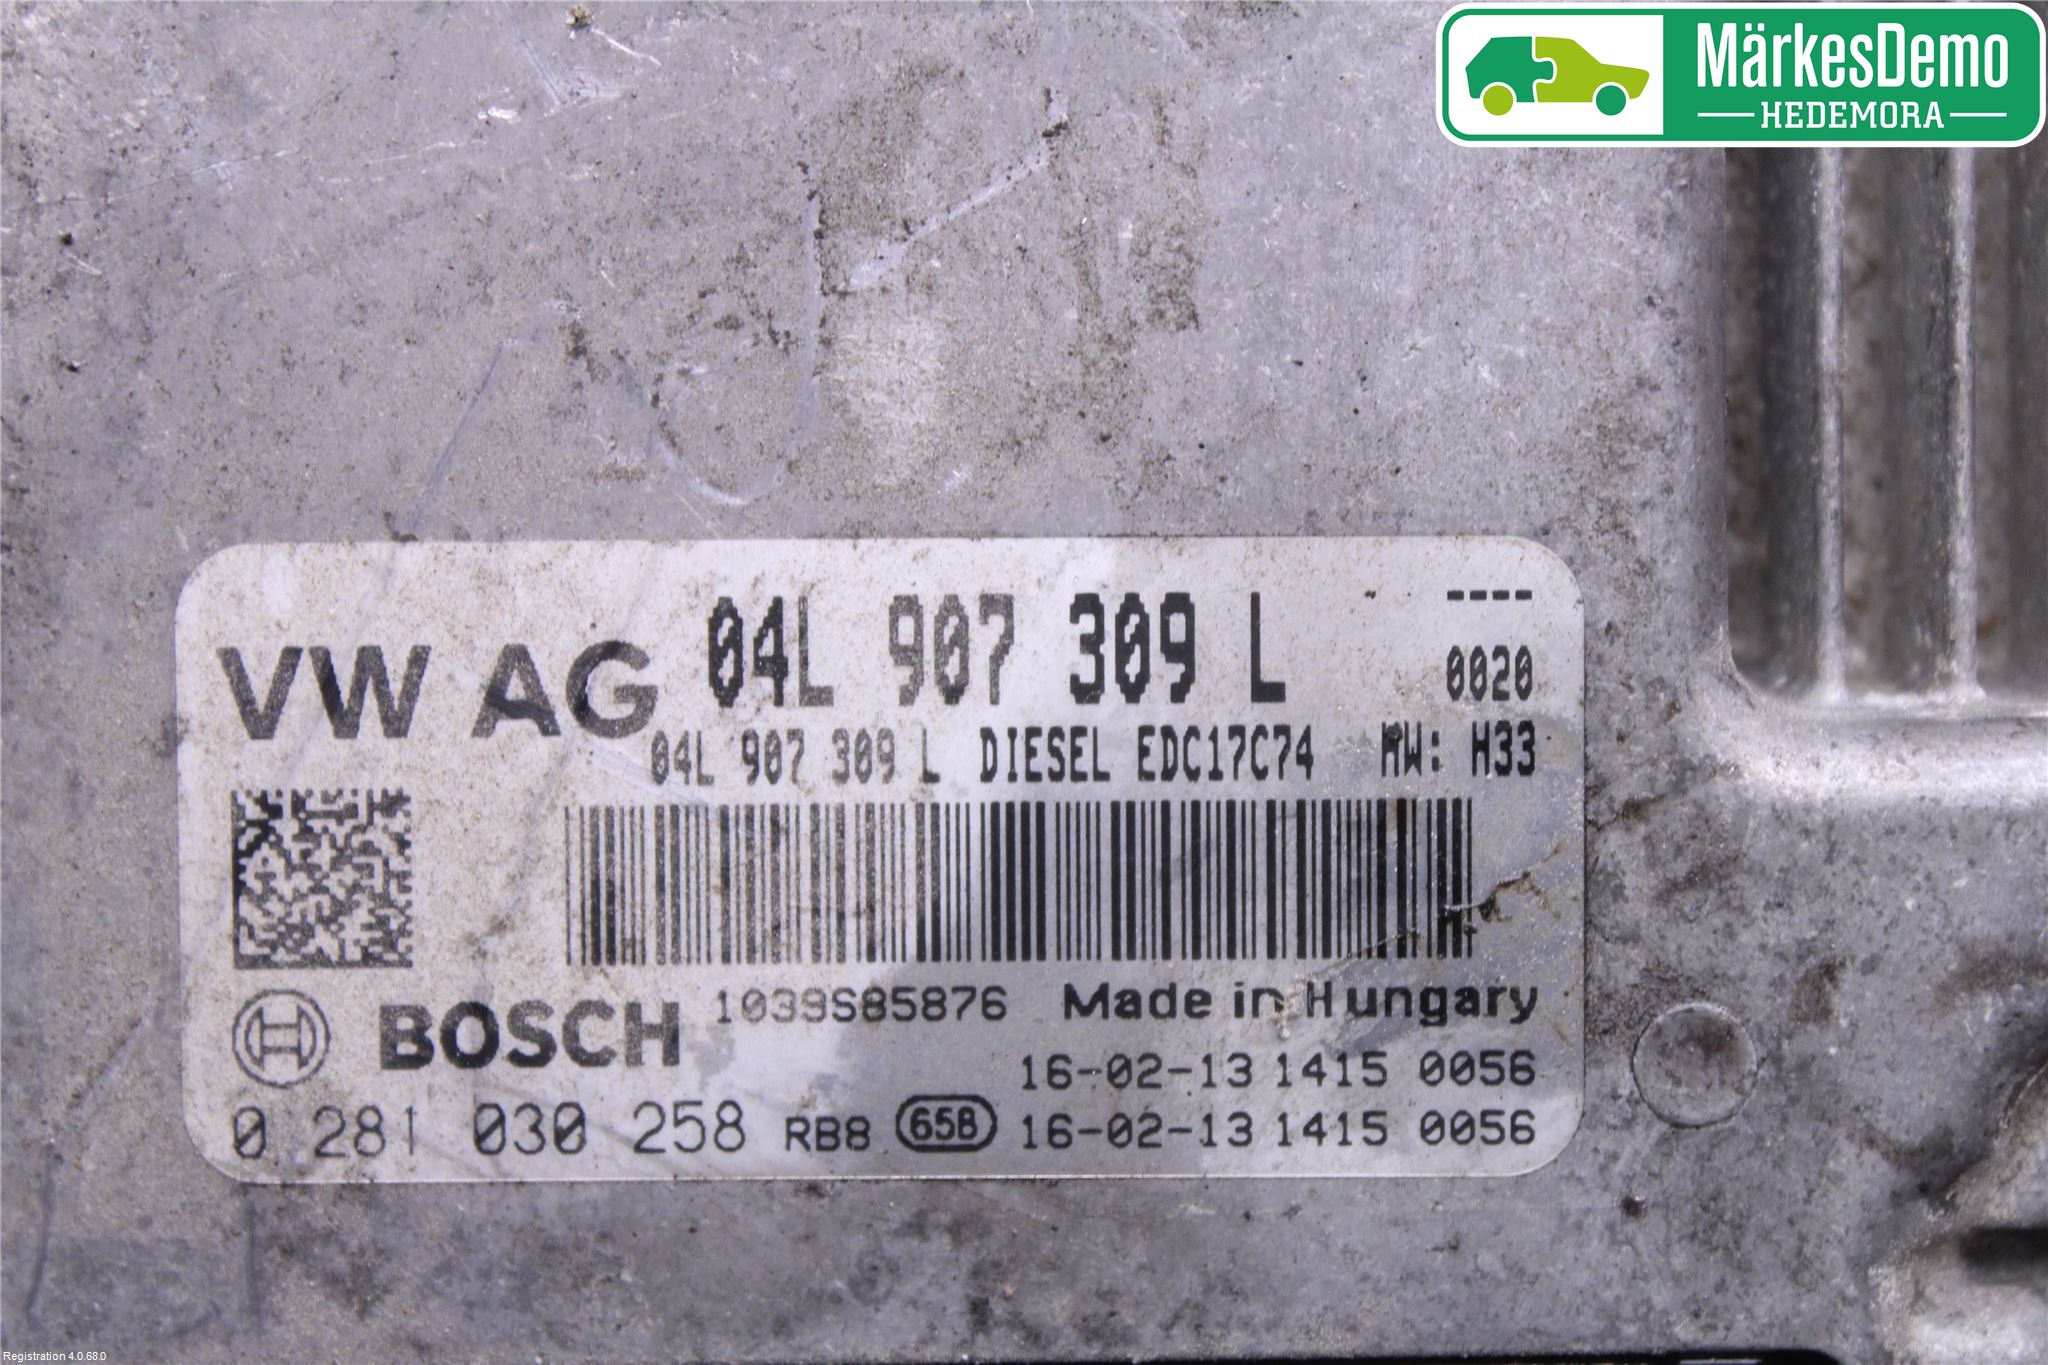 MärkesDemo
HEDEMORA
VW AG 04L 907 309 L ----
0020
04L 907 309 L DIESEL EDC17C74 HW: H33
BOSCH 1039S85876 Made in Hungary
16-02-13 1415 0056
0 281 030 258 RB8 65B 16-02-13 1415 0056
Registration 4.0.68.0